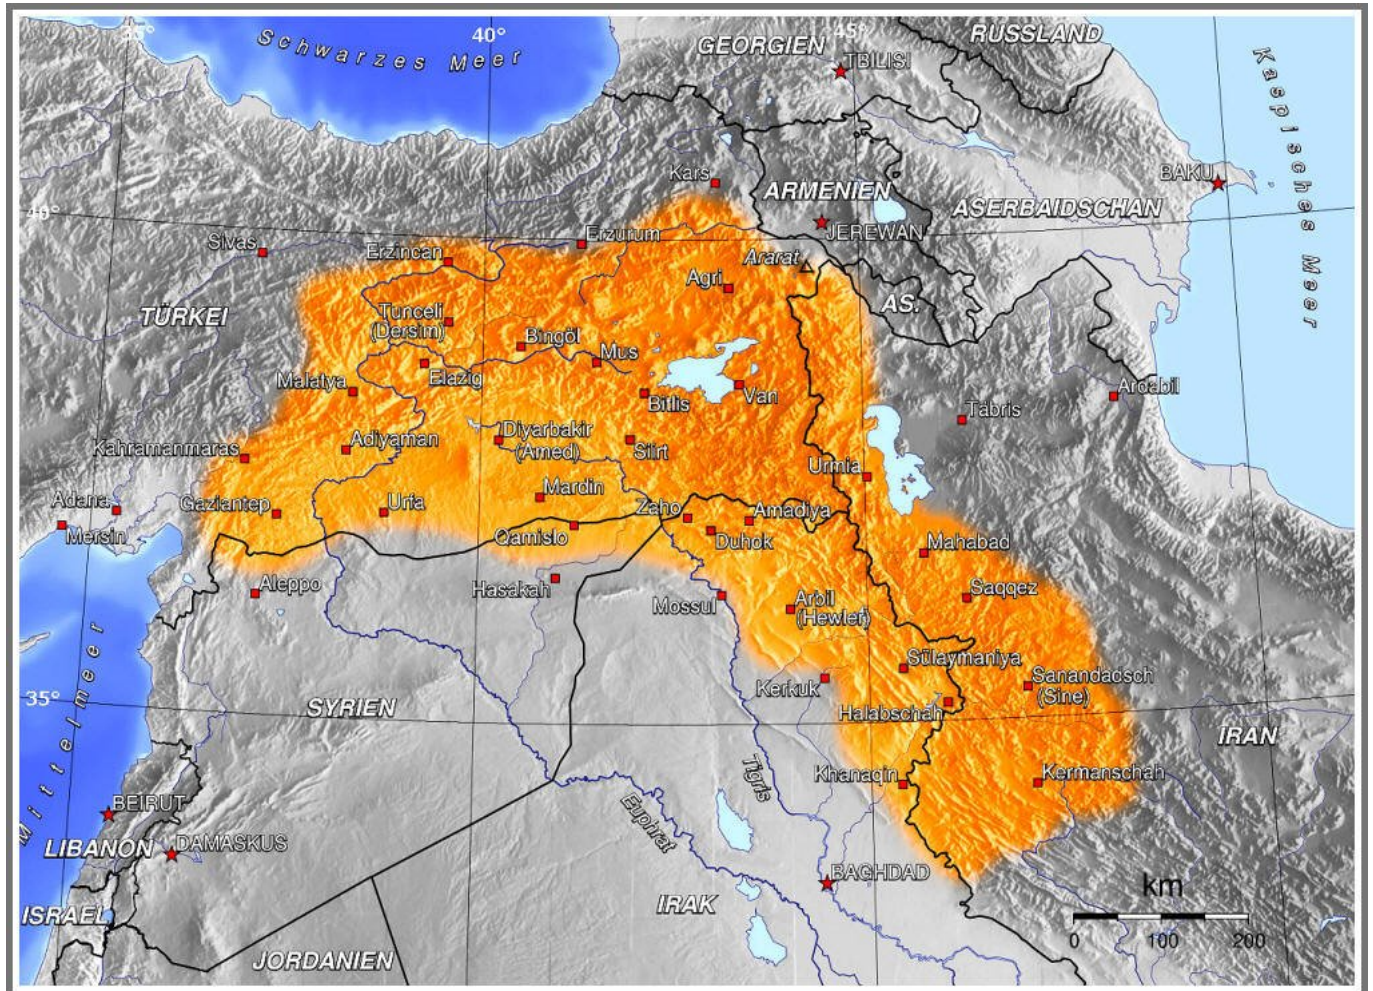 35°
40°
45°
Schwarzes Meer
GEORGIEN
RUSSLAND
TBILISI
Kaspisches Meer
Kars
ARMENIEN
BAKU
40°
ASERBAIDSCHAN
Sivas
Erzincan
Erzurum
JEREWAN
Ararat
Agri
AS.
TÜRKEI
Tunceli
(Dersim)
Bingöl
Mus
Malatya
Elazig
Bitlis
Van
Ardabil
Täbris
Kahramanmaras
Adiyaman
Diyarbakir
(Amed)
Siirt
Urmia
Adana
Gaziantep
Urfa
Mardin
Zaho
Amadiya
Mersin
Qamislo
Duhok
Mahabad
Aleppo
Hasakah
Mossul
Arbil
(Hewler)
Saqqez
Sülaymaniya
Mittelmeer
35°
Kerkuk
Sanandadsch
(Sine)
SYRIEN
Halabschah
IRAN
Tigris
Khanaqin
Kermanschah
BEIRUT
Euphrat
LIBANON
DAMASKUS
BAGHDAD
km
ISRAEL
IRAK
0 100 200
JORDANIEN